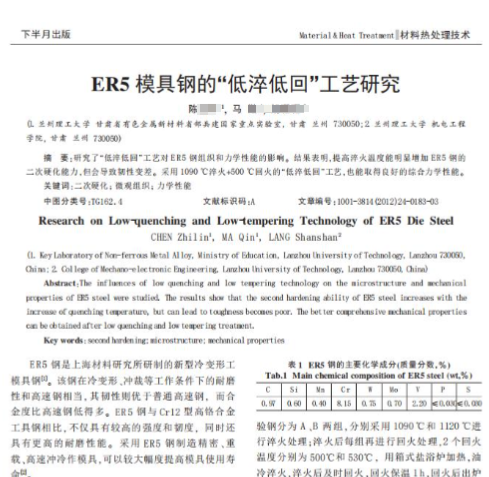 下半月出版
Material & Heat Treatment 材料热处理技术
ER5 模具钢的“低淬低回”工艺研究
陈 , 马
(1. 兰州理工大学 甘肃省有色金属新材料省部共建国家重点实验室, 甘肃 兰州 730050; 2 兰州理工大学 机电工程
学院, 甘肃 兰州 730050)
摘 要: 研究了“低淬低回”工艺对 ER5 钢组织和力学性能的影响。结果表明, 提高淬火温度能明显增加 ER5 钢的
二次硬化能力, 但会导致韧性变差。采用 1090 ℃淬火+500 ℃回火的“低淬低回”工艺, 也能取得良好的综合力学性能。
关键词: 二次硬化; 微观组织; 力学性能
中图分类号: TG162.4 文献标识码: A 文章编号: 1001-3814(2012)24-0183-03
Research on Low-quenching and Low-tempering Technology of ER5 Die Steel
CHEN Zhilin¹, MA Qin¹, LANG Shanshan²
(1. Key Laboratory of Non-ferrous Metal Alloy, Ministry of Education, Lanzhou University of Technology, Lanzhou 730050,
China; 2. College of Mechano-electronic Engineering, Lanzhou University of Technology, Lanzhou 730050, China)
Abstract: The influences of low quenching and low tempering technology on the microstructure and mechanical
properties of ER5 steel were studied. The results show that the second hardening ability of ER5 steel increases with the
increase of quenching temperature, but can lead to toughness becomes poor. The better comprehensive mechanical properties
can be obtained after low quenching and low tempering treatment.
Key words: second hardening; microstructure; mechanical properties
ER5 钢是上海材料研究所研制的新型冷变形工
模具钢[1]。该钢在冷变形、冲裁等工作条件下的耐磨
性和高速钢相当, 其韧性则优于普通高速钢, 而合
金度比高速钢低得多。ER5 钢与 Cr12 型高铬合金
工具钢相比, 不仅具有较高的强度和韧度, 同时还
具有更高的耐磨性能。采用 ER5 钢制造精密、重
载、高速冲冷作模具, 可以较大幅度提高模具使用寿
命[2]。
表 1 ER5 钢的主要化学成分(质量分数, %)
Tab.1 Main chemical composition of ER5 steel (wt, %)
C Si Mn Cr W Mo V P S
0.97 0.60 0.40 8.15 0.75 0.70 2.20 ≤0.030 ≤0.030
验钢分为 A、B 两组, 分别采用 1090 ℃和 1120 ℃进
行淬火处理; 淬火后每组再进行回火处理, 2 个回火
温度分别为 500℃和 530℃, 用箱式盐浴炉加热, 油
冷淬火, 淬火后及时回火, 回火保温 1 h, 回火后出炉